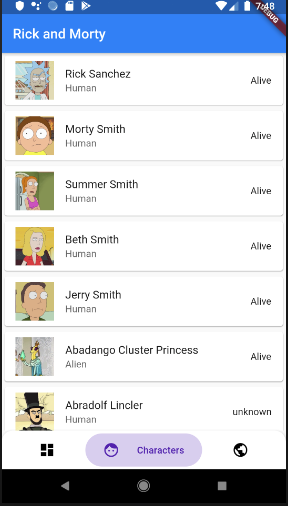 7:48
DEBUG
Rick and Morty
Rick Sanchez
Human
Alive
Morty Smith
Human
Alive
Summer Smith
Human
Alive
Beth Smith
Human
Alive
Jerry Smith
Human
Alive
Abadango Cluster Princess
Alien
Alive
Abradolf Lincler
Human
unknown
Characters